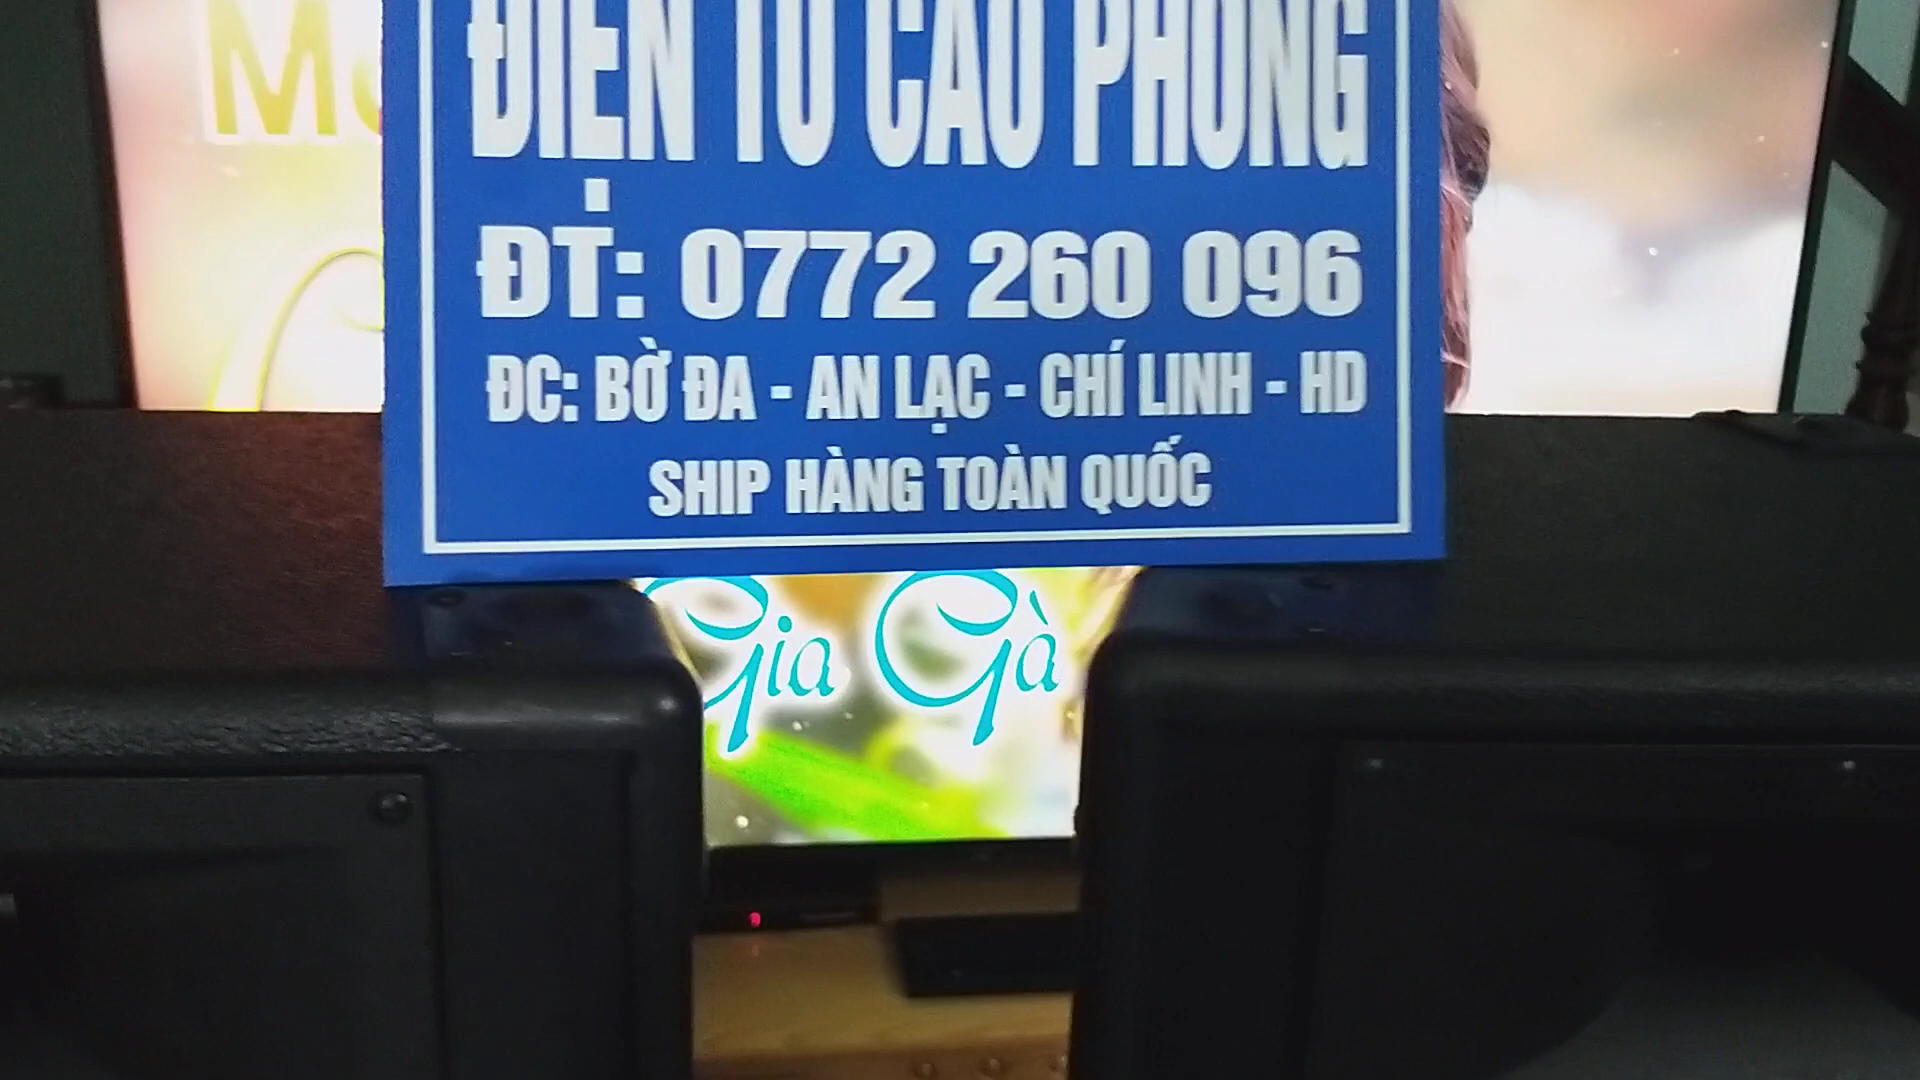 ĐIỆN TỬ CAO PHONG
ĐT: 0772 260 096
ĐC: BỜ ĐA - AN LẠC - CHÍ LINH - HD
SHIP HÀNG TOÀN QUỐC
Gia Gà